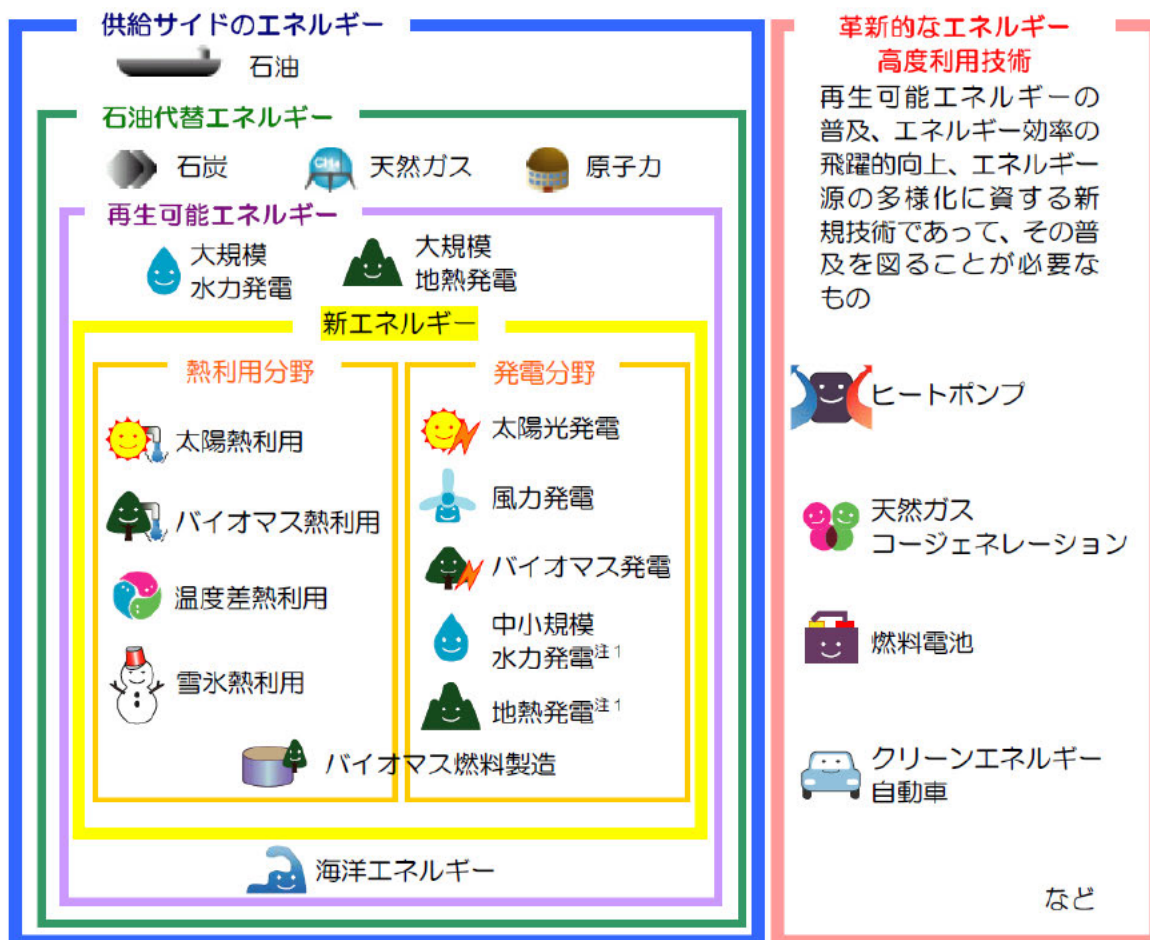 供給サイドのエネルギー
石油
石油代替エネルギー
石炭
CH4
天然ガス
原子力
再生可能エネルギー
大規模
水力発電
大規模
地熱発電
新エネルギー
熱利用分野
太陽熱利用
バイオマス熱利用
温度差熱利用
雪氷熱利用
発電分野
太陽光発電
風力発電
バイオマス発電
中小規模
水力発電注1
地熱発電注1
バイオマス燃料製造
海洋エネルギー
革新的なエネルギー
高度利用技術
再生可能エネルギーの
普及、エネルギー効率の
飛躍的向上、エネルギー
源の多様化に資する新
規技術であって、その普
及を図ることが必要な
もの
ヒートポンプ
天然ガス
コージェネレーション
燃料電池
クリーンエネルギー
自動車
など